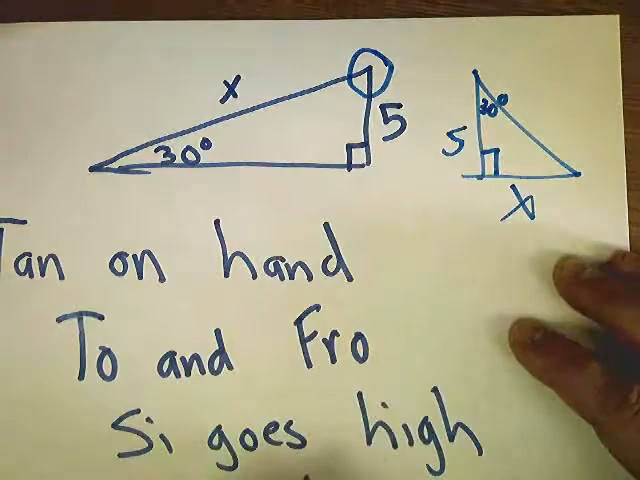 x
30°
5
30°
5
x
Tan on hand
To and Fro
Si goes high